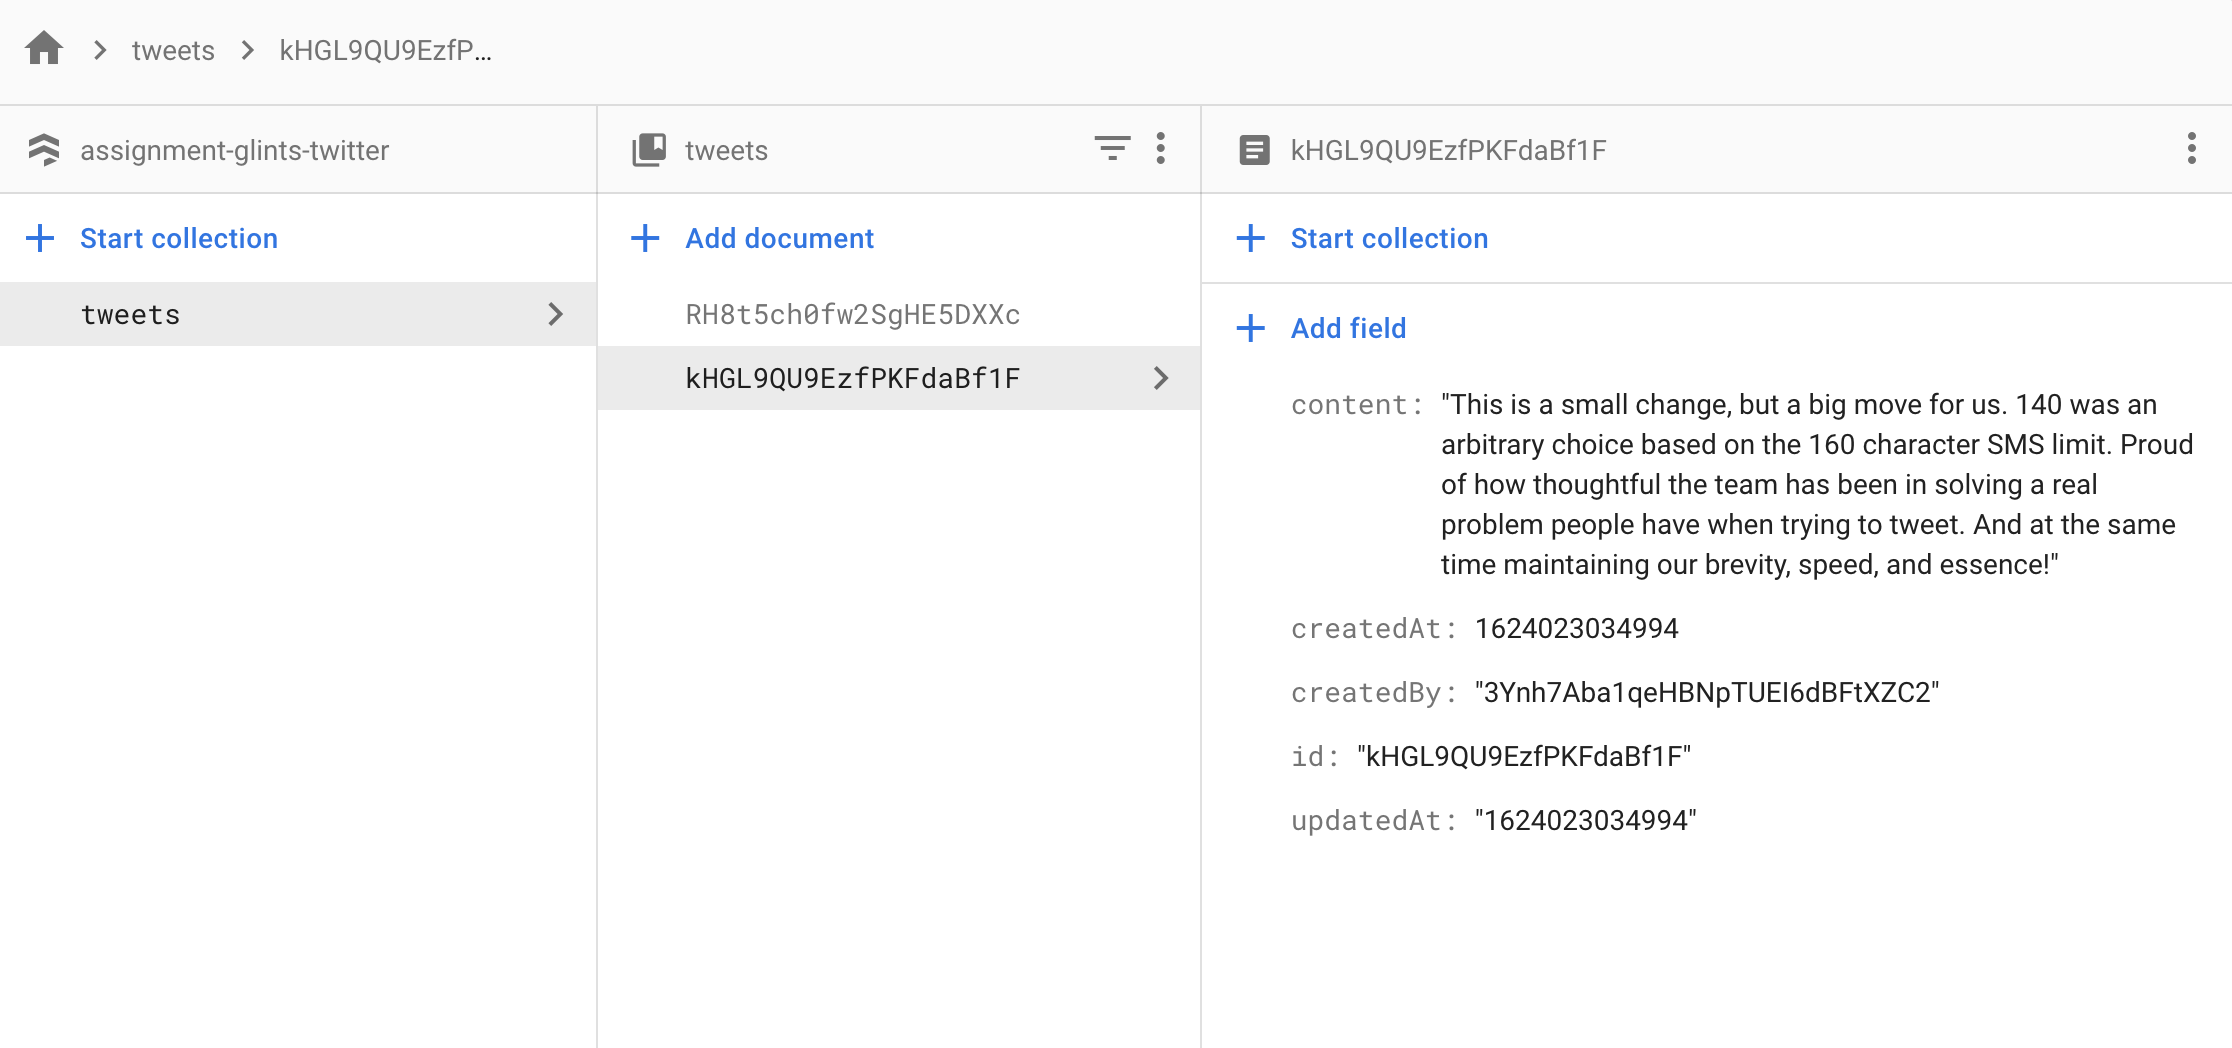 tweets
kHGL9QU9EzfP...
assignment-glints-twitter
Start collection
tweets
tweets
Add document
RH8t5ch0fw2SgHE5DXXc
kHGL9QU9EzfPKFdaBf1F
kHGL9QU9EzfPKFdaBf1F
Start collection
Add field
content: "This is a small change, but a big move for us. 140 was an
arbitrary choice based on the 160 character SMS limit. Proud
of how thoughtful the team has been in solving a real
problem people have when trying to tweet. And at the same
time maintaining our brevity, speed, and essence!"
createdAt: 1624023034994
createdBy: "3Ynh7Aba1qeHBNpTUEI6dBFtXZC2"
id: "kHGL9QU9EzfPKFdaBf1F"
updatedAt: "1624023034994"